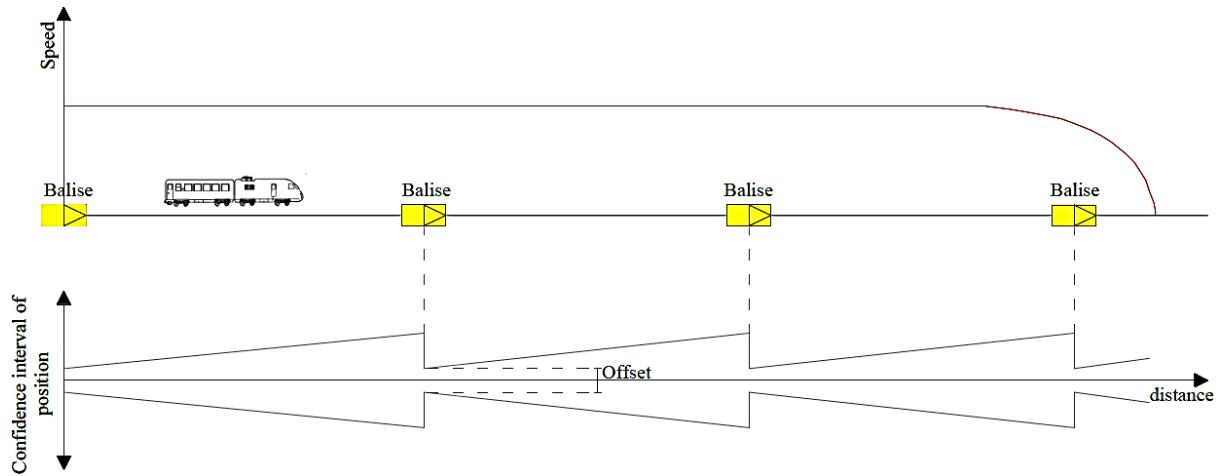 Speed
Balise
Balise
Balise
Balise
Confidence interval of
position
Offset
distance